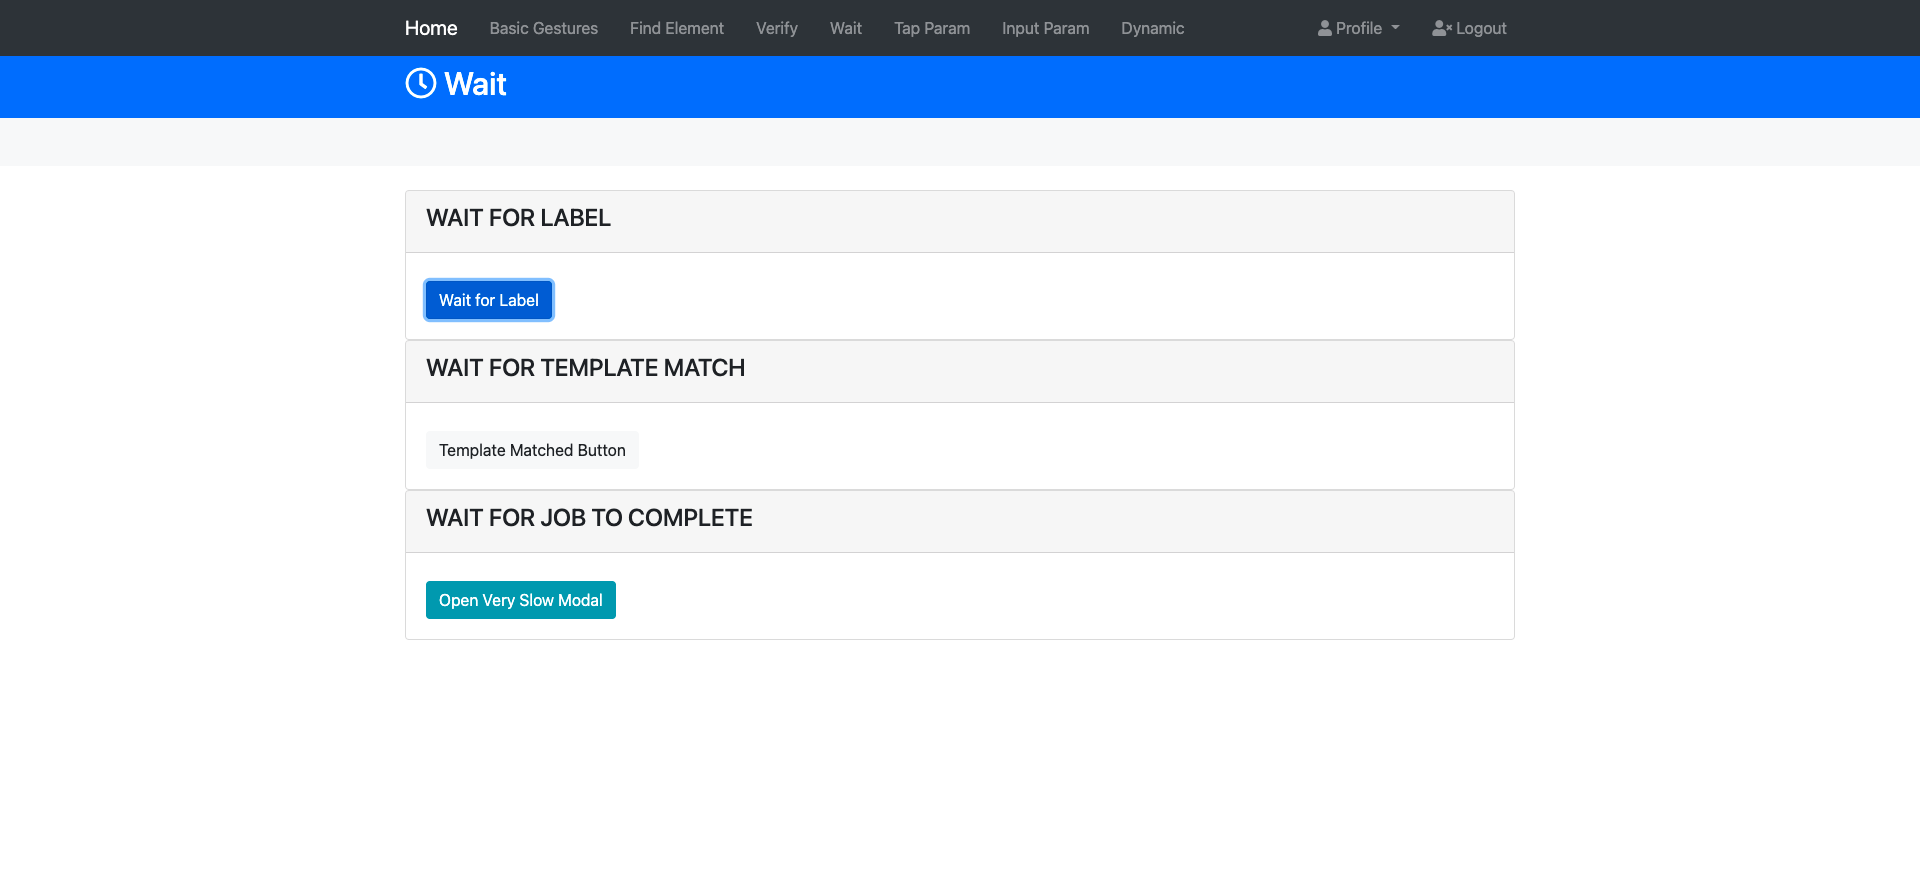 Home Basic Gestures Find Element Verify Wait Tap Param Input Param Dynamic Profile Logout
Wait
WAIT FOR LABEL
Wait for Label
WAIT FOR TEMPLATE MATCH
Template Matched Button
WAIT FOR JOB TO COMPLETE
Open Very Slow Modal